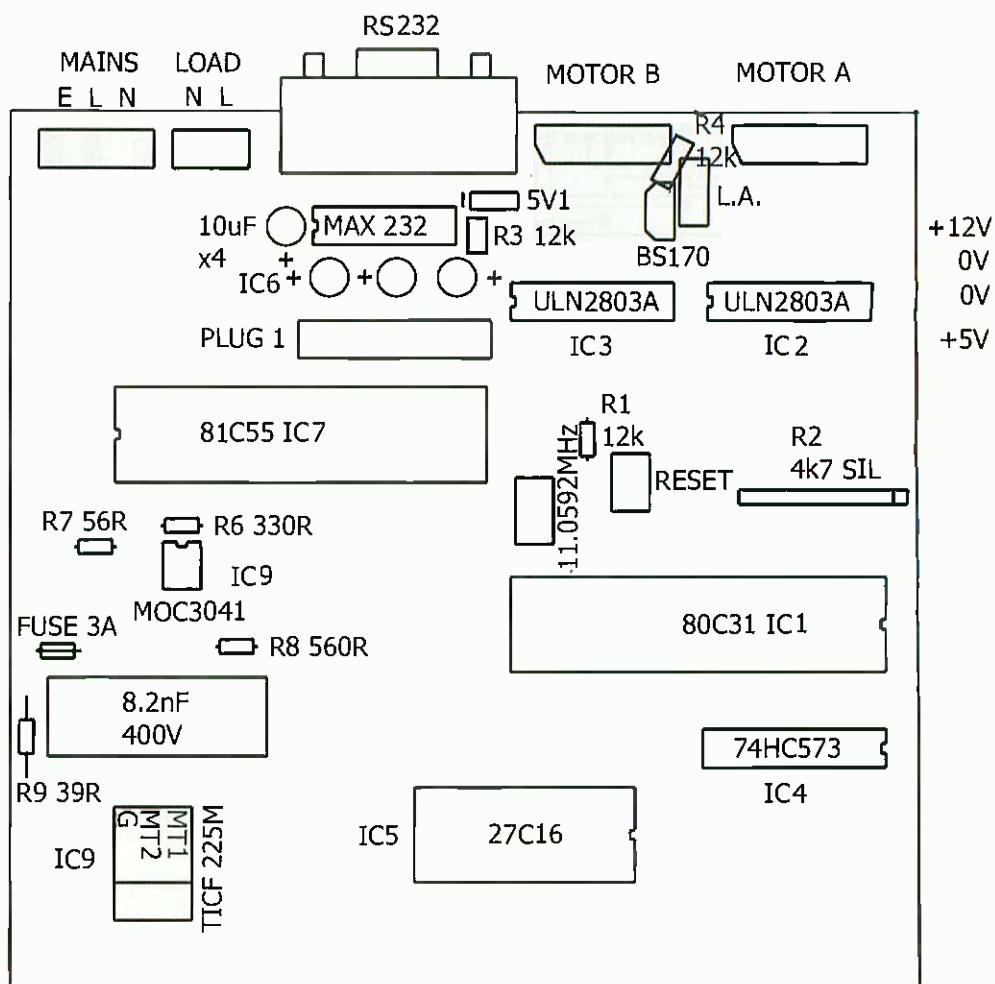 RS232
MAINS
E L N
LOAD
N L
MOTOR B
MOTOR A
R4
12k
L.A.
5V1
10uF
x4
MAX 232
R3 12k
BS170
+12V
0V
0V
+5V
+
IC6
+
+
+
ULN2803A
IC3
ULN2803A
IC2
PLUG 1
81C55 IC7
R1
12k
11.0592MHz
RESET
R2
4k7 SIL
R7 56R
R6 330R
IC9
MOC3041
FUSE 3A
R8 560R
80C31 IC1
8.2nF
400V
R9 39R
74HC573
IC4
IC5
27C16
IC9
MT1
MT2
G
TICF 225M